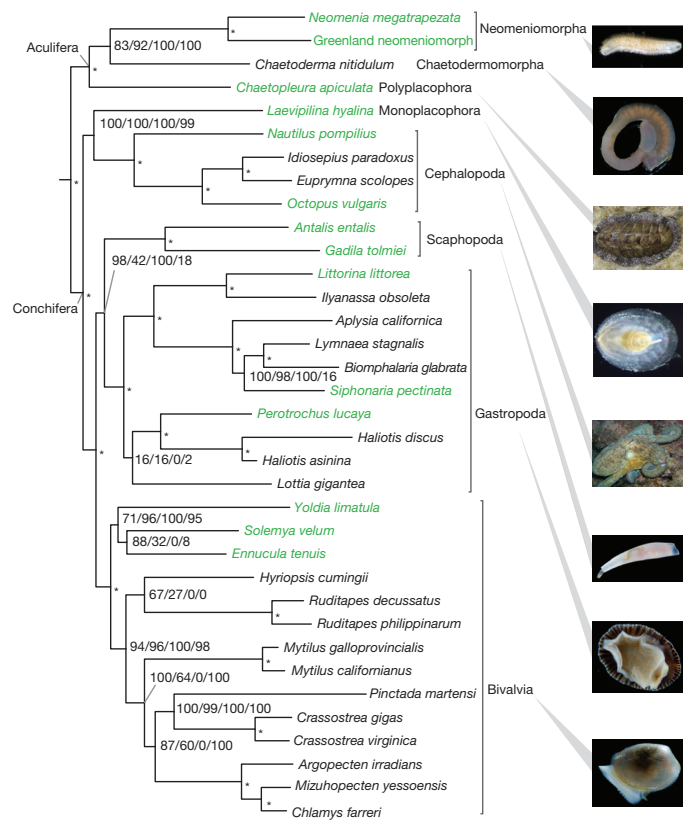 Neomenia megatrapezata
Greenland neomeniomorph
Neomeniomorpha
Aculifera
83/92/100/100
*
*
Chaetoderma nitidulum
Chaetodermomorpha
Chaetopleura apiculata Polyplacophora
Laevipilina hyalina Monoplacophora
100/100/100/99
Nautilus pompilius
*
Idiosepius paradoxus
*
Euprymna scolopes
Cephalopoda
*
Octopus vulgaris
Antalis entalis
*
Scaphopoda
Gadila tolmiei
98/42/100/18
Littorina littorea
*
Conchifera
*
Ilyanassa obsoleta
*
Aplysia californica
Lymnaea stagnalis
*
*
Biomphalaria glabrata
100/98/100/16
Siphonaria pectinata
*
Perotrochus lucaya
Gastropoda
*
Haliotis discus
*
16/16/0/2
Haliotis asinina
Lottia gigantea
*
Yoldia limatula
71/96/100/95
Solemya velum
88/32/0/8
Ennucula tenuis
Hyriopsis cumingii
*
67/27/0/0
Ruditapes decussatus
*
Ruditapes philippinarum
94/96/100/98
Mytilus galloprovincialis
*
Mytilus californianus
100/64/0/100
Pinctada martensi
Bivalvia
100/99/100/100
Crassostrea gigas
*
Crassostrea virginica
87/60/0/100
Argopecten irradians
*
Mizuhopecten yessoensis
*
Chlamys farreri